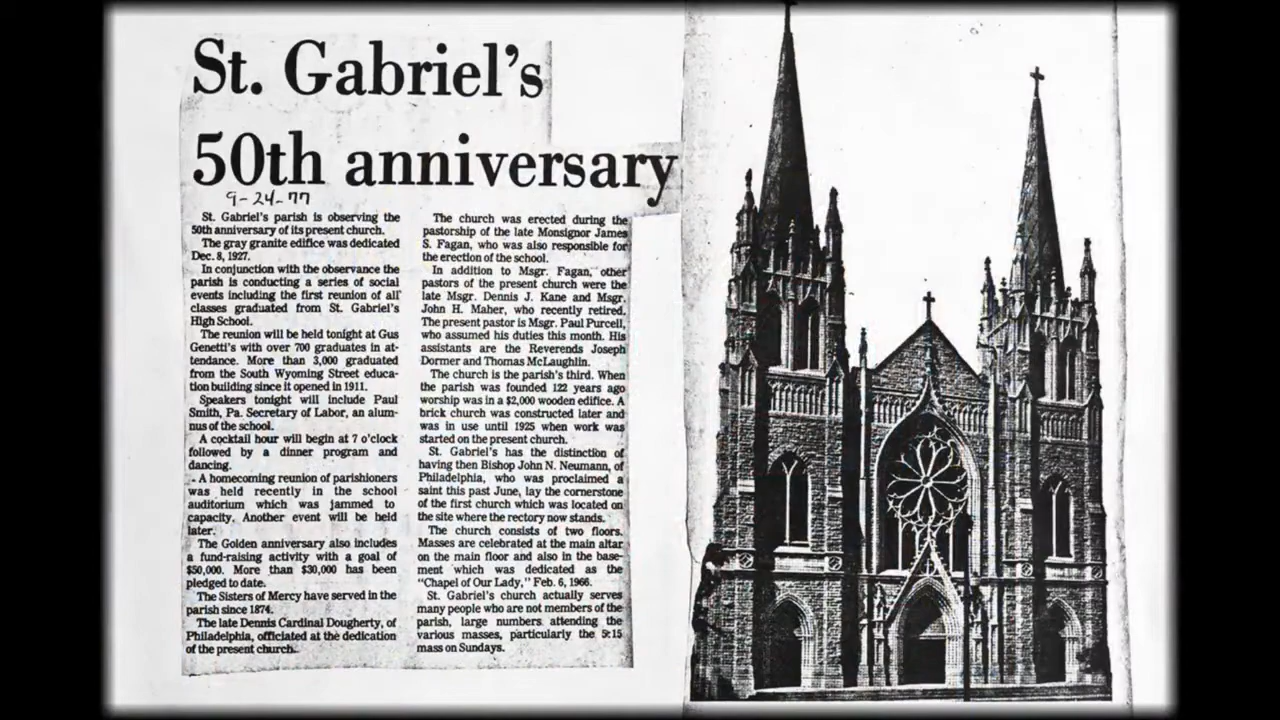 St. Gabriel's
50th anniversary
9-24-77
St. Gabriel's parish is observing the
50th anniversary of its present church.
The gray granite edifice was dedicated
Dec. 8, 1927.
In conjunction with the observance the
parish is conducting a series of social
events including the first reunion of all
classes graduated from St. Gabriel's
High School.
The reunion will be held tonight at Gus
Genetti's with over 700 graduates in at-
tendance. More than 3,000 graduated
from the South Wyoming Street educa-
tion building since it opened in 1911.
Speakers tonight will include Paul
Smith, Pa. Secretary of Labor, an alum-
nus of the school.
A cocktail hour will begin at 7 o'clock
followed by a dinner program and
dancing.
A homecoming reunion of parishioners
was held recently in the school
auditorium which was jammed to
capacity. Another event will be held
later.
The Golden anniversary also includes
a fund-raising activity with a goal of
$50,000. More than $30,000 has been
pledged to date.
The Sisters of Mercy have served in the
parish since 1874.
The late Dennis Cardinal Dougherty, of
Philadelphia, officiated at the dedication
of the present church.
The church was erected during the
pastorship of the late Monsignor James
S. Fagan, who was also responsible for
the erection of the school.
In addition to Msgr. Fagan, other
pastors of the present church were the
late Msgr. Dennis J. Kane and Msgr.
John H. Maher, who recently retired.
The present pastor is Msgr. Paul Purcell,
who assumed his duties this month. His
assistants are the Reverends Joseph
Dormer and Thomas McLaughlin.
The church is the parish's third. When
the parish was founded 122 years ago
worship was in a $2,000 wooden edifice. A
brick church was constructed later and
was in use until 1925 when work was
started on the present church.
St. Gabriel's has the distinction of
having then Bishop John N. Neumann, of
Philadelphia, who was proclaimed a
saint this past June, lay the cornerstone
of the first church which was located on
the site where the rectory now stands.
The church consists of two floors.
Masses are celebrated at the main altar
on the main floor and also in the base-
ment which was dedicated as the
"Chapel of Our Lady," Feb. 6, 1966.
St. Gabriel's church actually serves
many people who are not members of the
parish, large numbers attending the
various masses, particularly the 5:15
mass on Sundays.